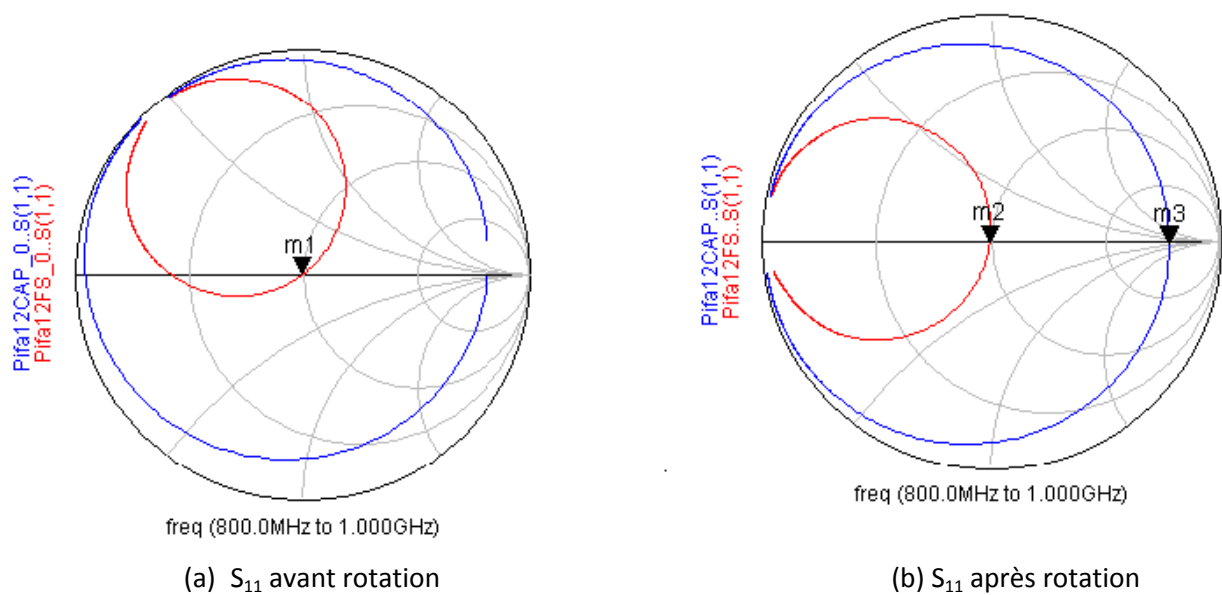 Pifa12CAP_0..S(1,1)
Pifa12FS_0..S(1,1)
m1
freq (800.0MHz to 1.000GHz)
(a) S₁₁ avant rotation
Pifa12CAP..S(1,1)
Pifa12FS..S(1,1)
m2
m3
freq (800.0MHz to 1.000GHz)
(b) S₁₁ après rotation